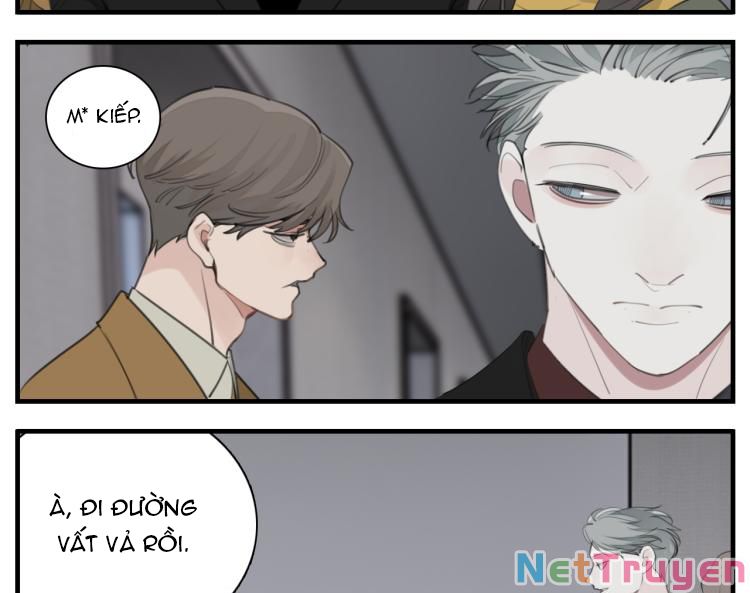 M* KIẾP.
À, ĐI ĐƯỜNG
VẤT VẢ RỒI.
NetTruyen